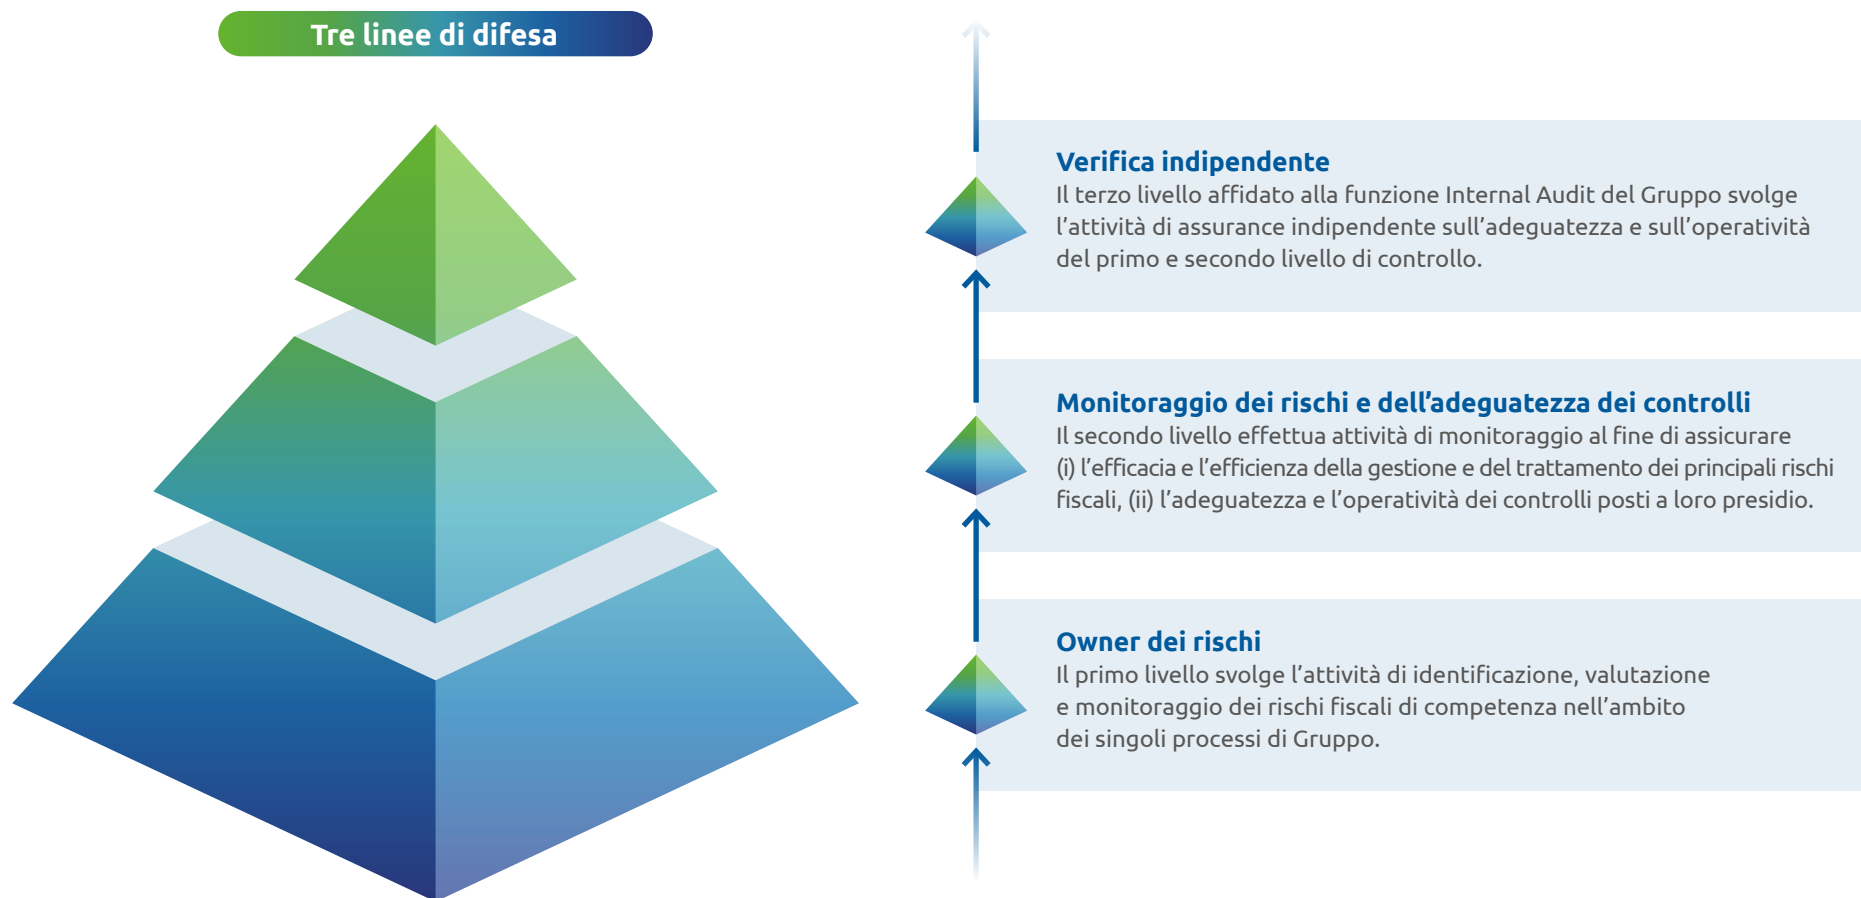 Tre linee di difesa
Verifica indipendente
Il terzo livello affidato alla funzione Internal Audit del Gruppo svolge
l’attività di assurance indipendente sull’adeguatezza e sull’operatività
del primo e secondo livello di controllo.
Monitoraggio dei rischi e dell’adeguatezza dei controlli
Il secondo livello effettua attività di monitoraggio al fine di assicurare
(i) l’efficacia e l’efficienza della gestione e del trattamento dei principali rischi
fiscali, (ii) l’adeguatezza e l’operatività dei controlli posti a loro presidio.
Owner dei rischi
Il primo livello svolge l’attività di identificazione, valutazione
e monitoraggio dei rischi fiscali di competenza nell’ambito
dei singoli processi di Gruppo.